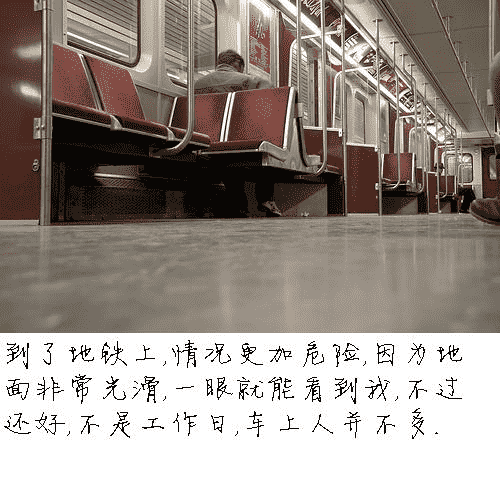 到了地铁上,情况更加危险,因为地
面非常光滑,一眼就能看到我,不过
还好,不是工作日,车上人并不多.